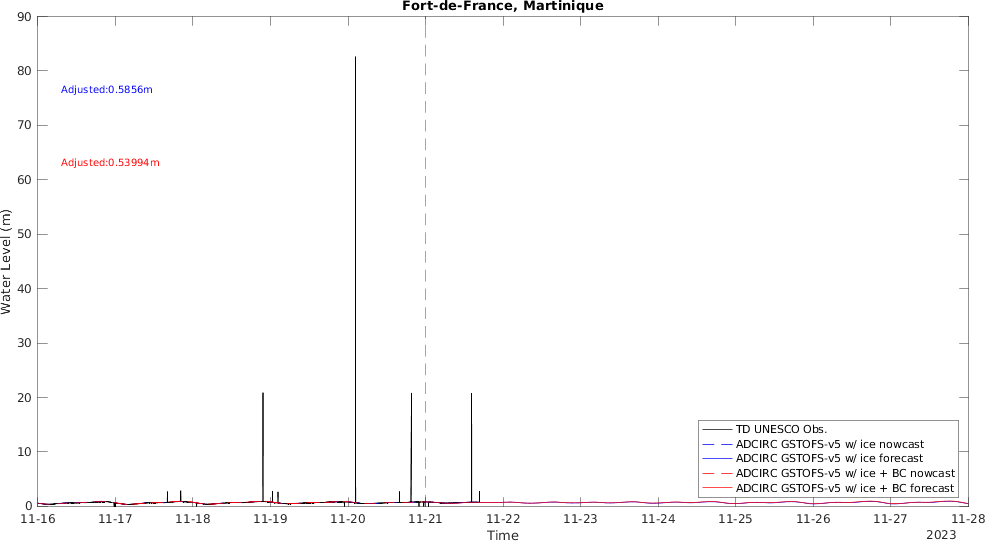 Fort-de-France, Martinique
90
80
70
60
50
40
30
20
10
0
Water Level (m)
Adjusted:0.5856m
Adjusted:0.53994m
TD UNESCO Obs.
ADCIRC GSTOFS-v5 w/ ice nowcast
ADCIRC GSTOFS-v5 w/ ice forecast
ADCIRC GSTOFS-v5 w/ ice + BC nowcast
ADCIRC GSTOFS-v5 w/ ice + BC forecast
11-16 11-17 11-18 11-19 11-20 11-21 11-22 11-23 11-24 11-25 11-26 11-27 11-28
Time
2023